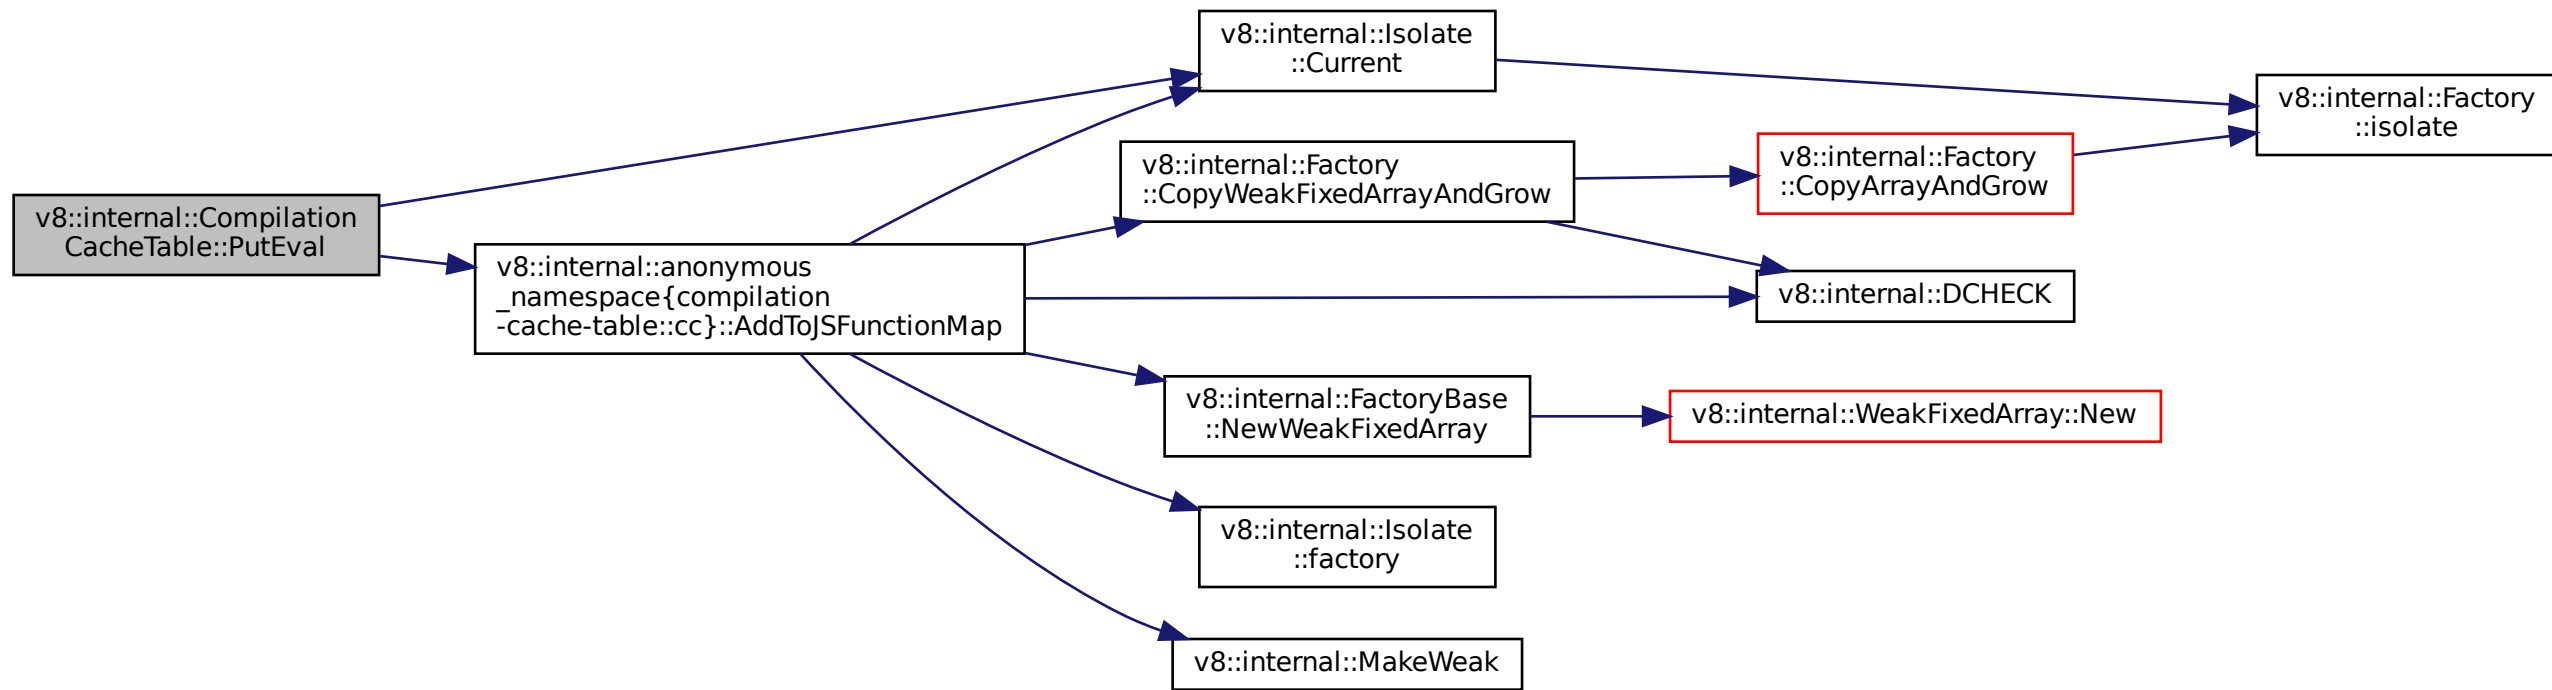 v8::internal::Compilation
CacheTable::PutEval
v8::internal::anonymous
_namespace{compilation
-cache-table::cc}::AddToJSFunctionMap
v8::internal::Isolate
::Current
v8::internal::Factory
::CopyWeakFixedArrayAndGrow
v8::internal::FactoryBase
::NewWeakFixedArray
v8::internal::Isolate
::factory
v8::internal::MakeWeak
v8::internal::Factory
::CopyArrayAndGrow
v8::internal::DCHECK
v8::internal::WeakFixedArray::New
v8::internal::Factory
::isolate